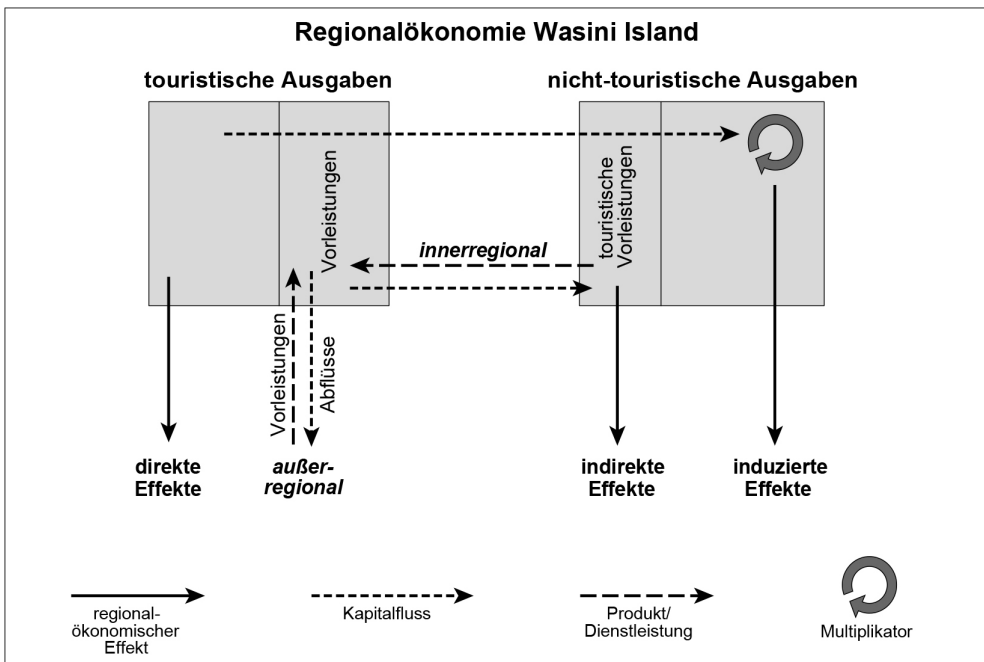 Regionalökonomie Wasini Island
touristische Ausgaben
nicht-touristische Ausgaben
Vorleistungen
touristische
Vorleistungen
innerregional
Vorleistungen
Abflüsse
direkte
Effekte
außer-
regional
indirekte
Effekte
induzierte
Effekte
regional-
ökonomischer
Effekt
Kapitalfluss
Produkt/
Dienstleistung
Multiplikator